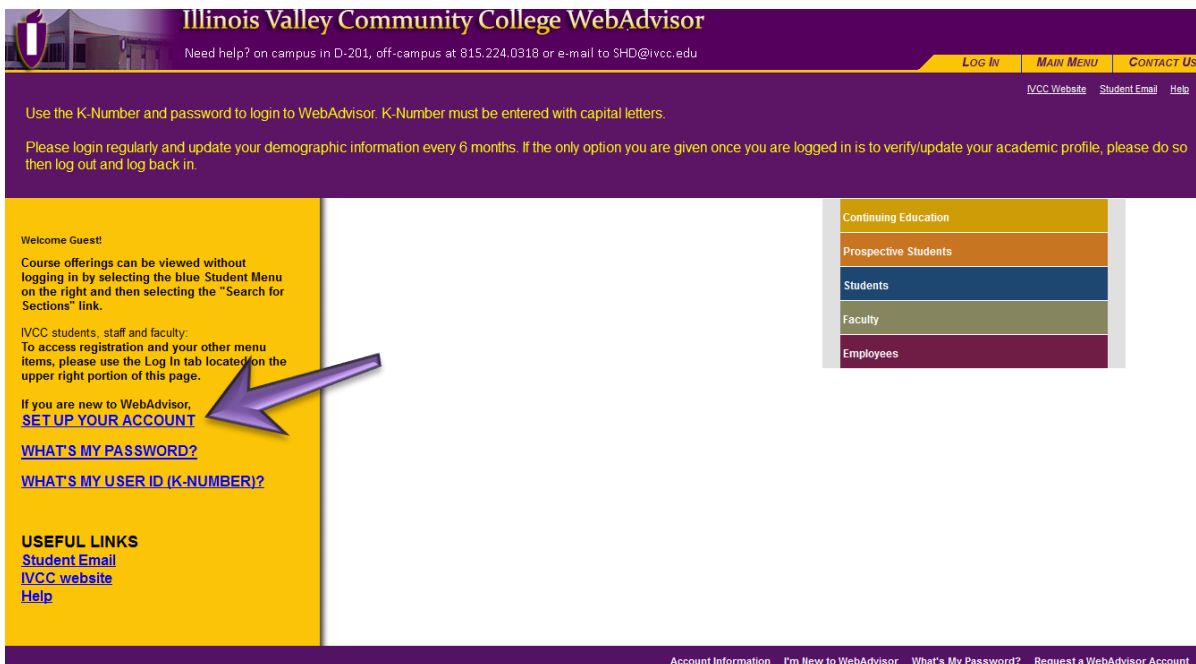 Illinois Valley Community College WebAdvisor
Need help? on campus in D-201, off-campus at 815.224.0318 or e-mail to SHD@ivcc.edu
LOG IN MAIN MENU CONTACT US
IVCC Website Student Email Help
Use the K-Number and password to login to WebAdvisor. K-Number must be entered with capital letters.
Please login regularly and update your demographic information every 6 months. If the only option you are given once you are logged in is to verify/update your academic profile, please do so
then log out and log back in.
Welcome Guest!
Course offerings can be viewed without
logging in by selecting the blue Student Menu
on the right and then selecting the "Search for
Sections" link.
IVCC students, staff and faculty:
To access registration and your other menu
items, please use the Log In tab located on the
upper right portion of this page.
If you are new to WebAdvisor,
SET UP YOUR ACCOUNT
WHAT'S MY PASSWORD?
WHAT'S MY USER ID (K-NUMBER)?
USEFUL LINKS
Student Email
IVCC website
Help
Continuing Education
Prospective Students
Students
Faculty
Employees
Account Information I'm New to WebAdvisor What's My Password? Request a WebAdvisor Account